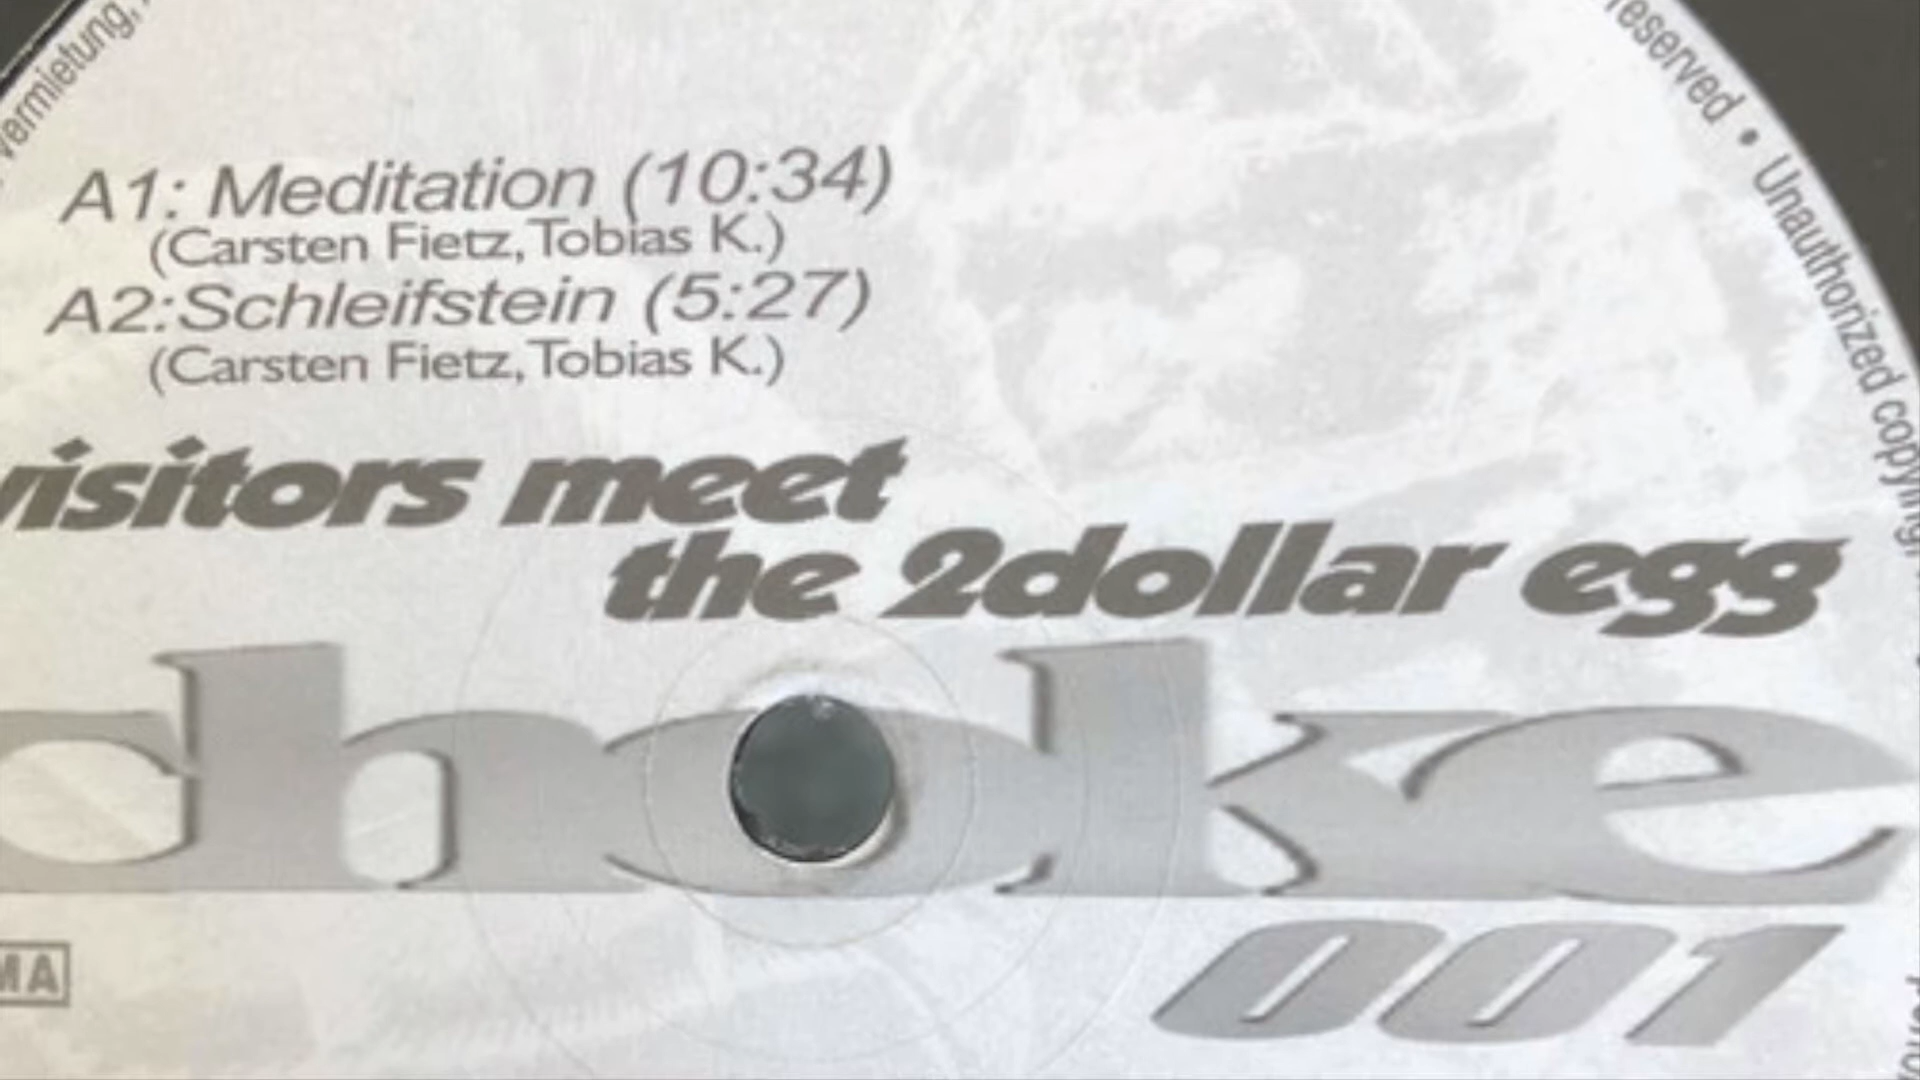 vermietung,
reserved • Unauthorized copying,
A1: Meditation (10:34)
(Carsten Fietz, Tobias K.)
A2: Schleifstein (5:27)
(Carsten Fietz, Tobias K.)
visitors meet
the 2dollar egg
choke
001
MA